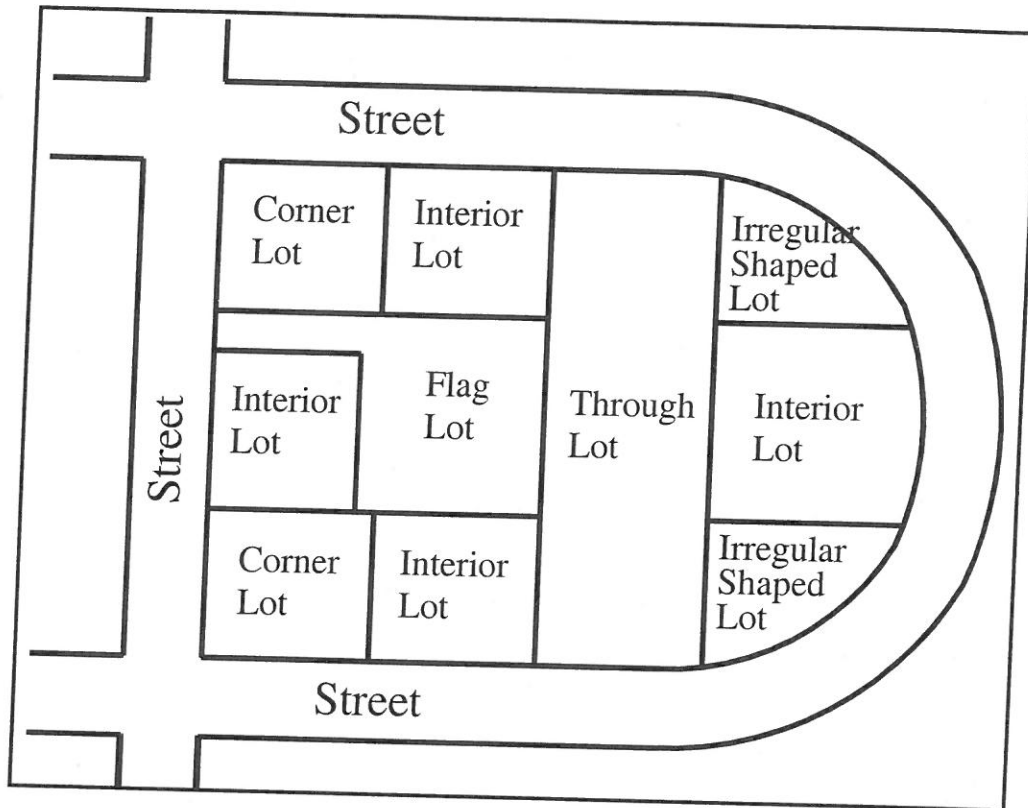 Street
Corner
Lot
Interior
Lot
Irregular
Shaped
Lot
Street
Interior
Lot
Flag
Lot
Through
Lot
Interior
Lot
Corner
Lot
Interior
Lot
Irregular
Shaped
Lot
Street